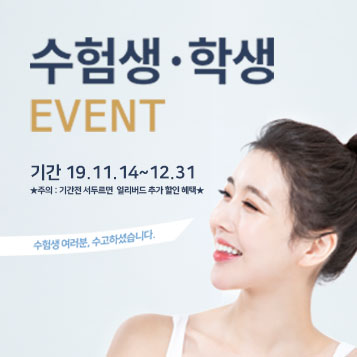 수험생·학생
EVENT
기간 19.11.14~12.31
★주의 : 기간전 서두르면 얼리버드 추가 할인 혜택★
수험생 여러분, 수고하셨습니다.